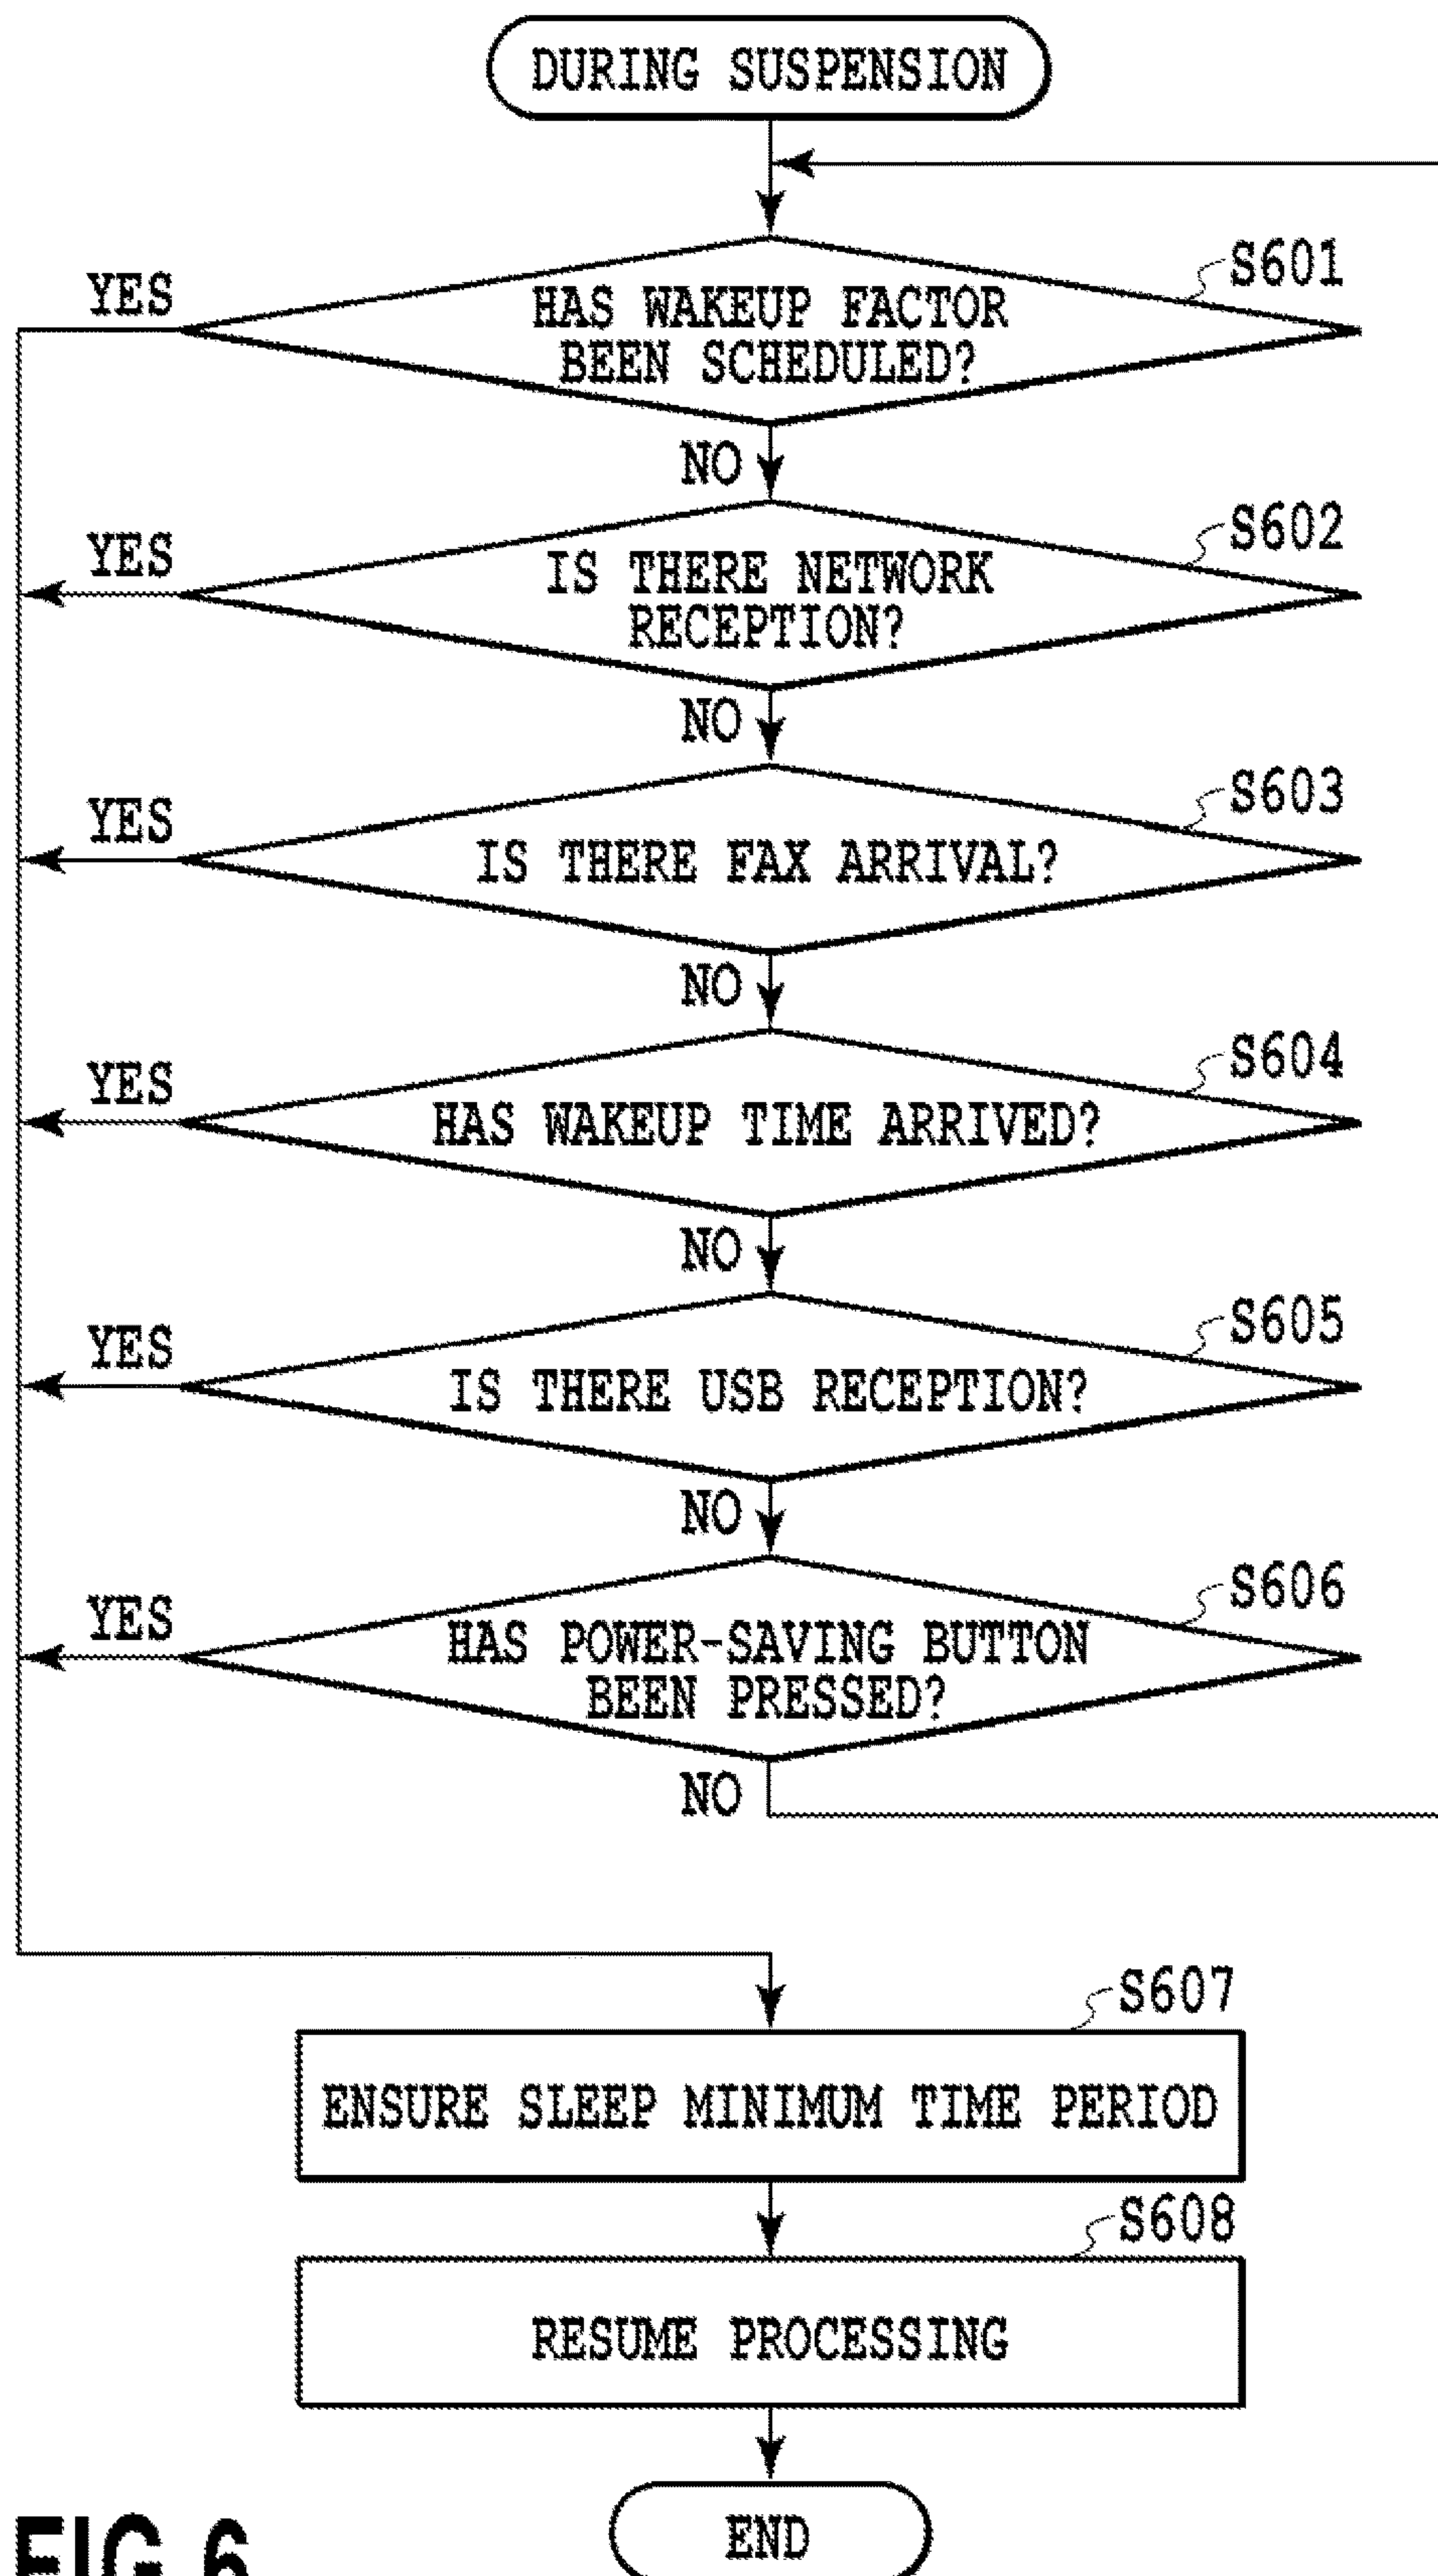 DURING SUSPENSION
S601
YES
HAS WAKEUP FACTOR
BEEN SCHEDULED?
NO
S602
YES
IS THERE NETWORK
RECEPTION?
NO
S603
YES
IS THERE FAX ARRIVAL?
NO
S604
YES
HAS WAKEUP TIME ARRIVED?
NO
S605
YES
IS THERE USB RECEPTION?
NO
S606
YES
HAS POWER-SAVING BUTTON
BEEN PRESSED?
NO
S607
ENSURE SLEEP MINIMUM TIME PERIOD
S608
RESUME PROCESSING
END
FIG.6